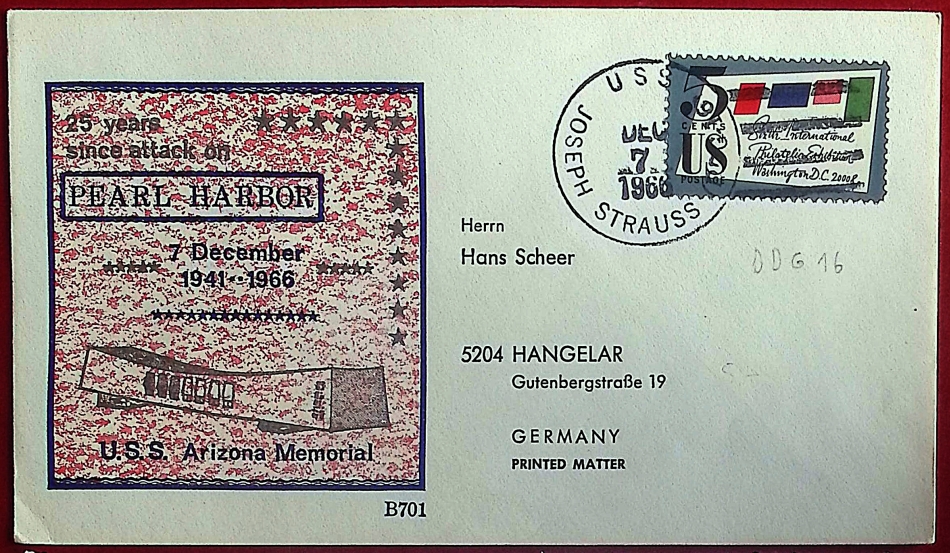 25 years
since attack on
PEARL HARBOR
7 December
1941··1966
U.S.S. Arizona Memorial
B701
USS
JOSEPH STRAUSS
DEC
7
1966
5
CENTS
US
POSTAGE
Sixth International
Philatelic Exhibition
Washington D.C. 20008
Herrn
Hans Scheer
DDG 16
5204 HANGELAR
Gutenbergstraße 19
GERMANY
PRINTED MATTER